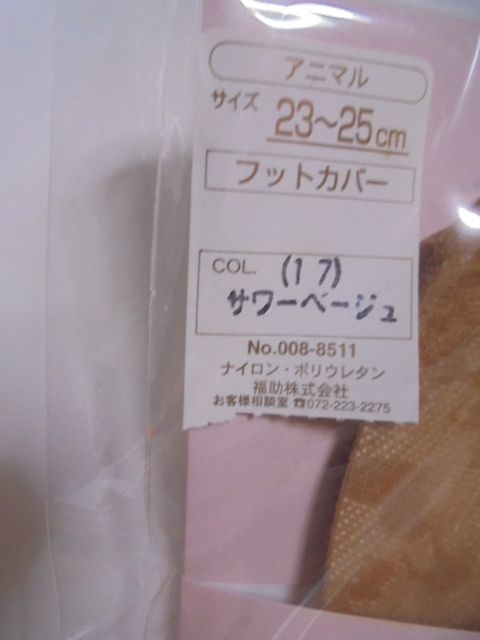 アニマル
サイズ 23〜25cm
フットカバー
COL. (17)
サワーベージュ
No.008-8511
ナイロン・ポリウレタン
福助株式会社
お客様相談室 ☎072-223-2275